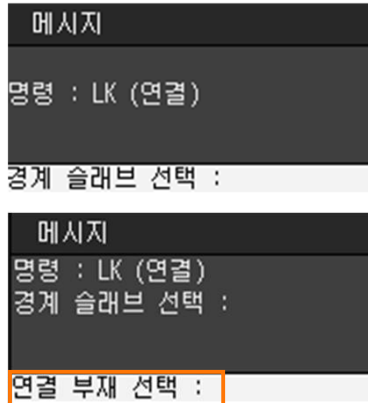 메시지
명령 : LK (연결)
경계 슬래브 선택 :
메시지
명령 : LK (연결)
경계 슬래브 선택 :
연결 부재 선택 :